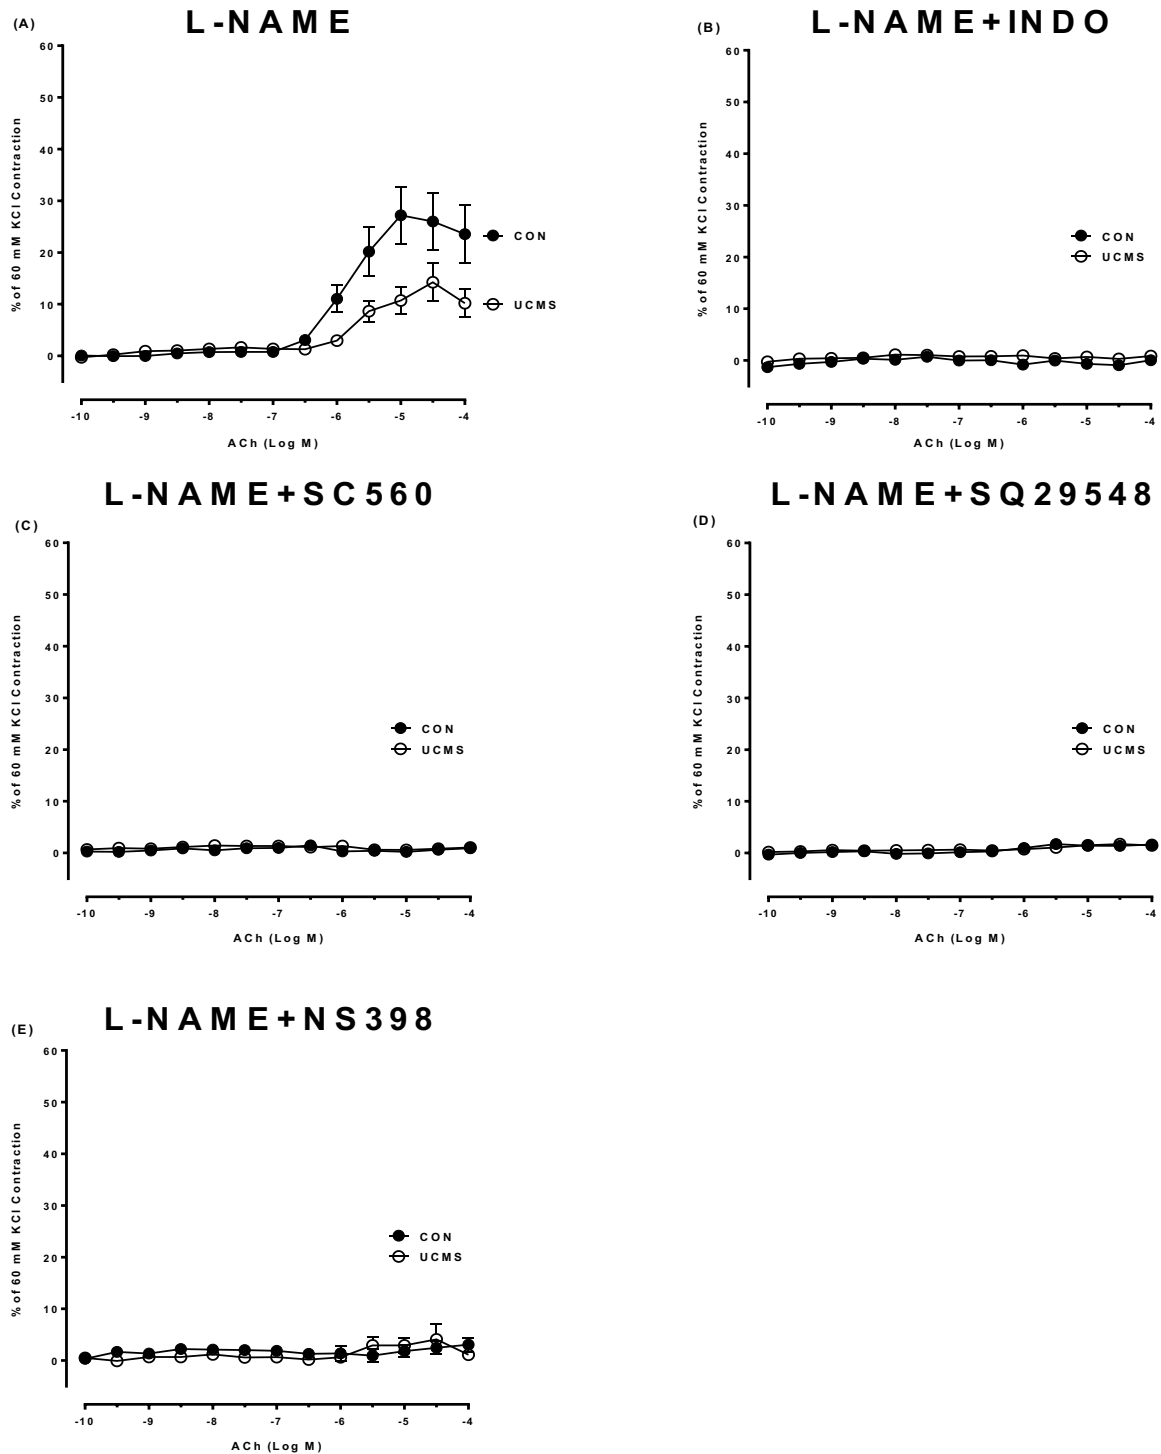 (A) L-NAME
% of 60 mM KCl Contraction
60
50
40
30
20
10
0
CON
UCMS
-10 -9 -8 -7 -6 -5 -4
ACh (Log M)
(B) L-NAME+INDO
% of 60 mM KCl Contraction
60
50
40
30
20
10
0
CON
UCMS
-10 -9 -8 -7 -6 -5 -4
ACh (Log M)
(C) L-NAME+SC560
% of 60 mM KCl Contraction
60
50
40
30
20
10
0
CON
UCMS
-10 -9 -8 -7 -6 -5 -4
ACh (Log M)
(D) L-NAME+SQ29548
% of 60 mM KCl Contraction
60
50
40
30
20
10
0
CON
UCMS
-10 -9 -8 -7 -6 -5 -4
ACh (Log M)
(E) L-NAME+NS398
% of 60 mM KCl Contraction
60
50
40
30
20
10
0
CON
UCMS
-10 -9 -8 -7 -6 -5 -4
ACh (Log M)